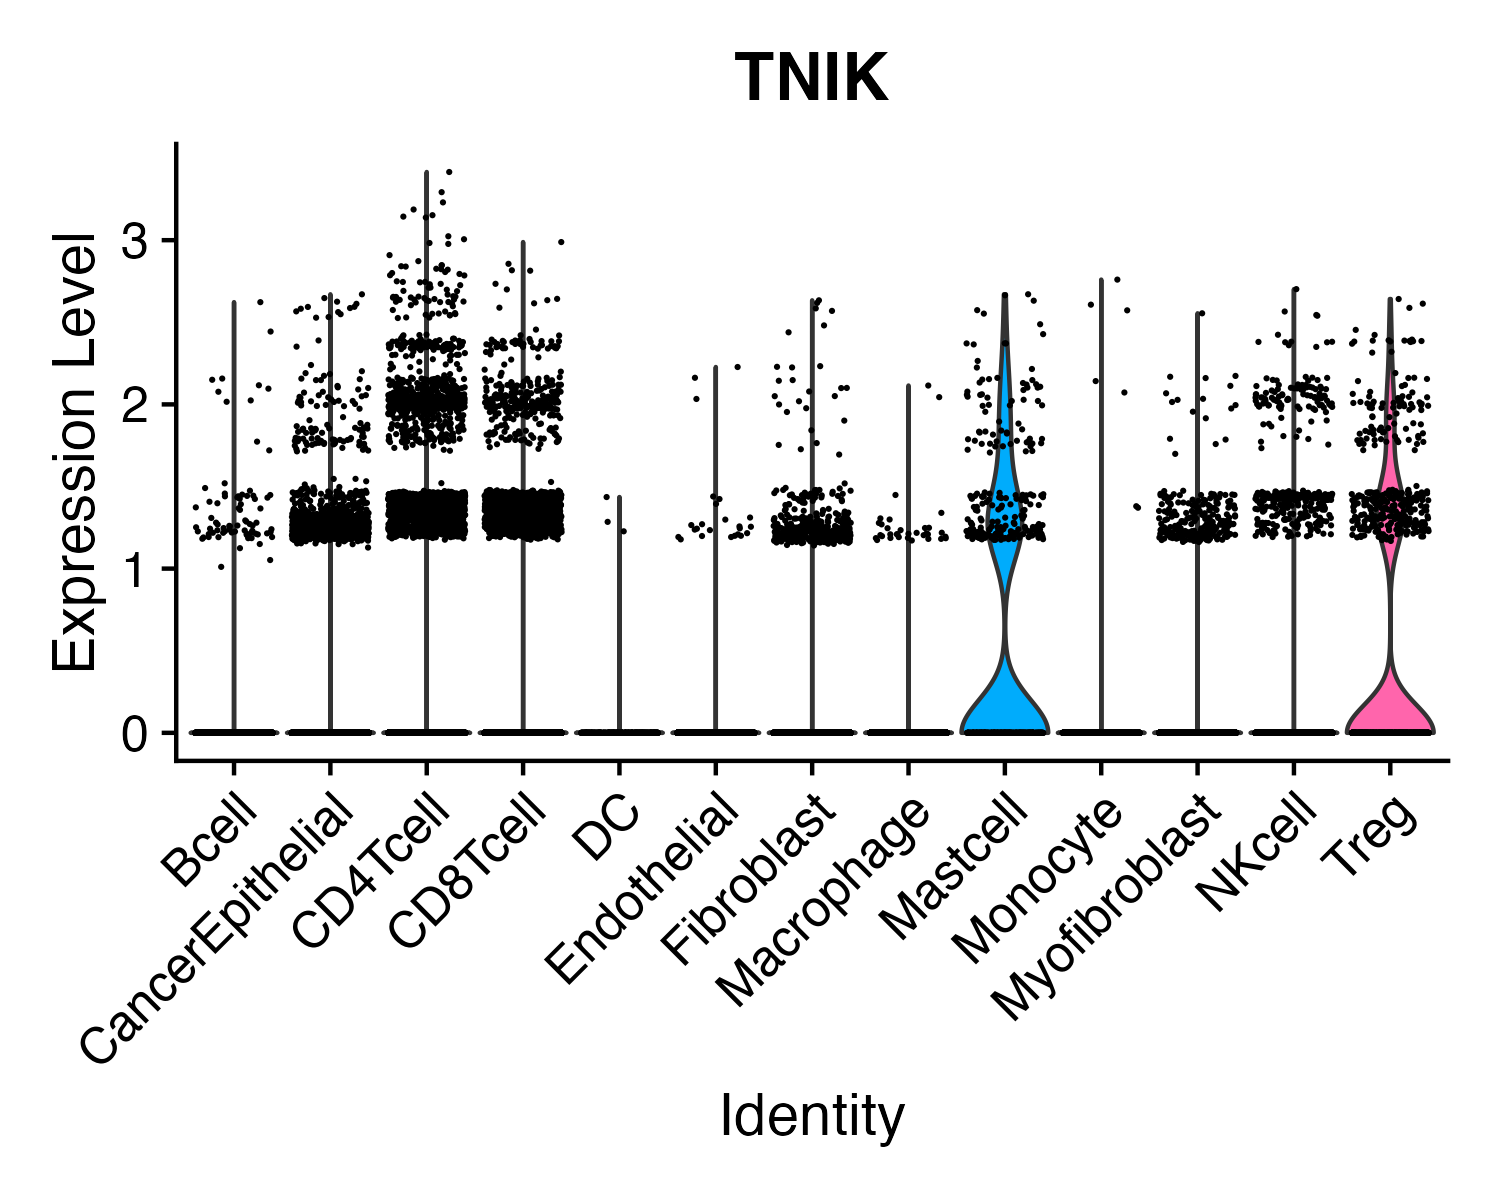 TNIK
Expression Level
3
2
1
0
Bcell
CancerEpithelial
CD4Tcell
CD8Tcell
DC
Endothelial
Fibroblast
Macrophage
Mastcell
Monocyte
Myofibroblast
NKcell
Treg
Identity